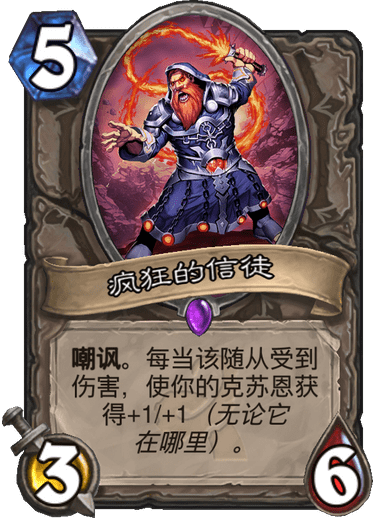 5
疯狂的信徒
嘲讽。每当该随从受到
伤害，使你的克苏恩获
得+1/+1（无论它
在哪里）。
3
6